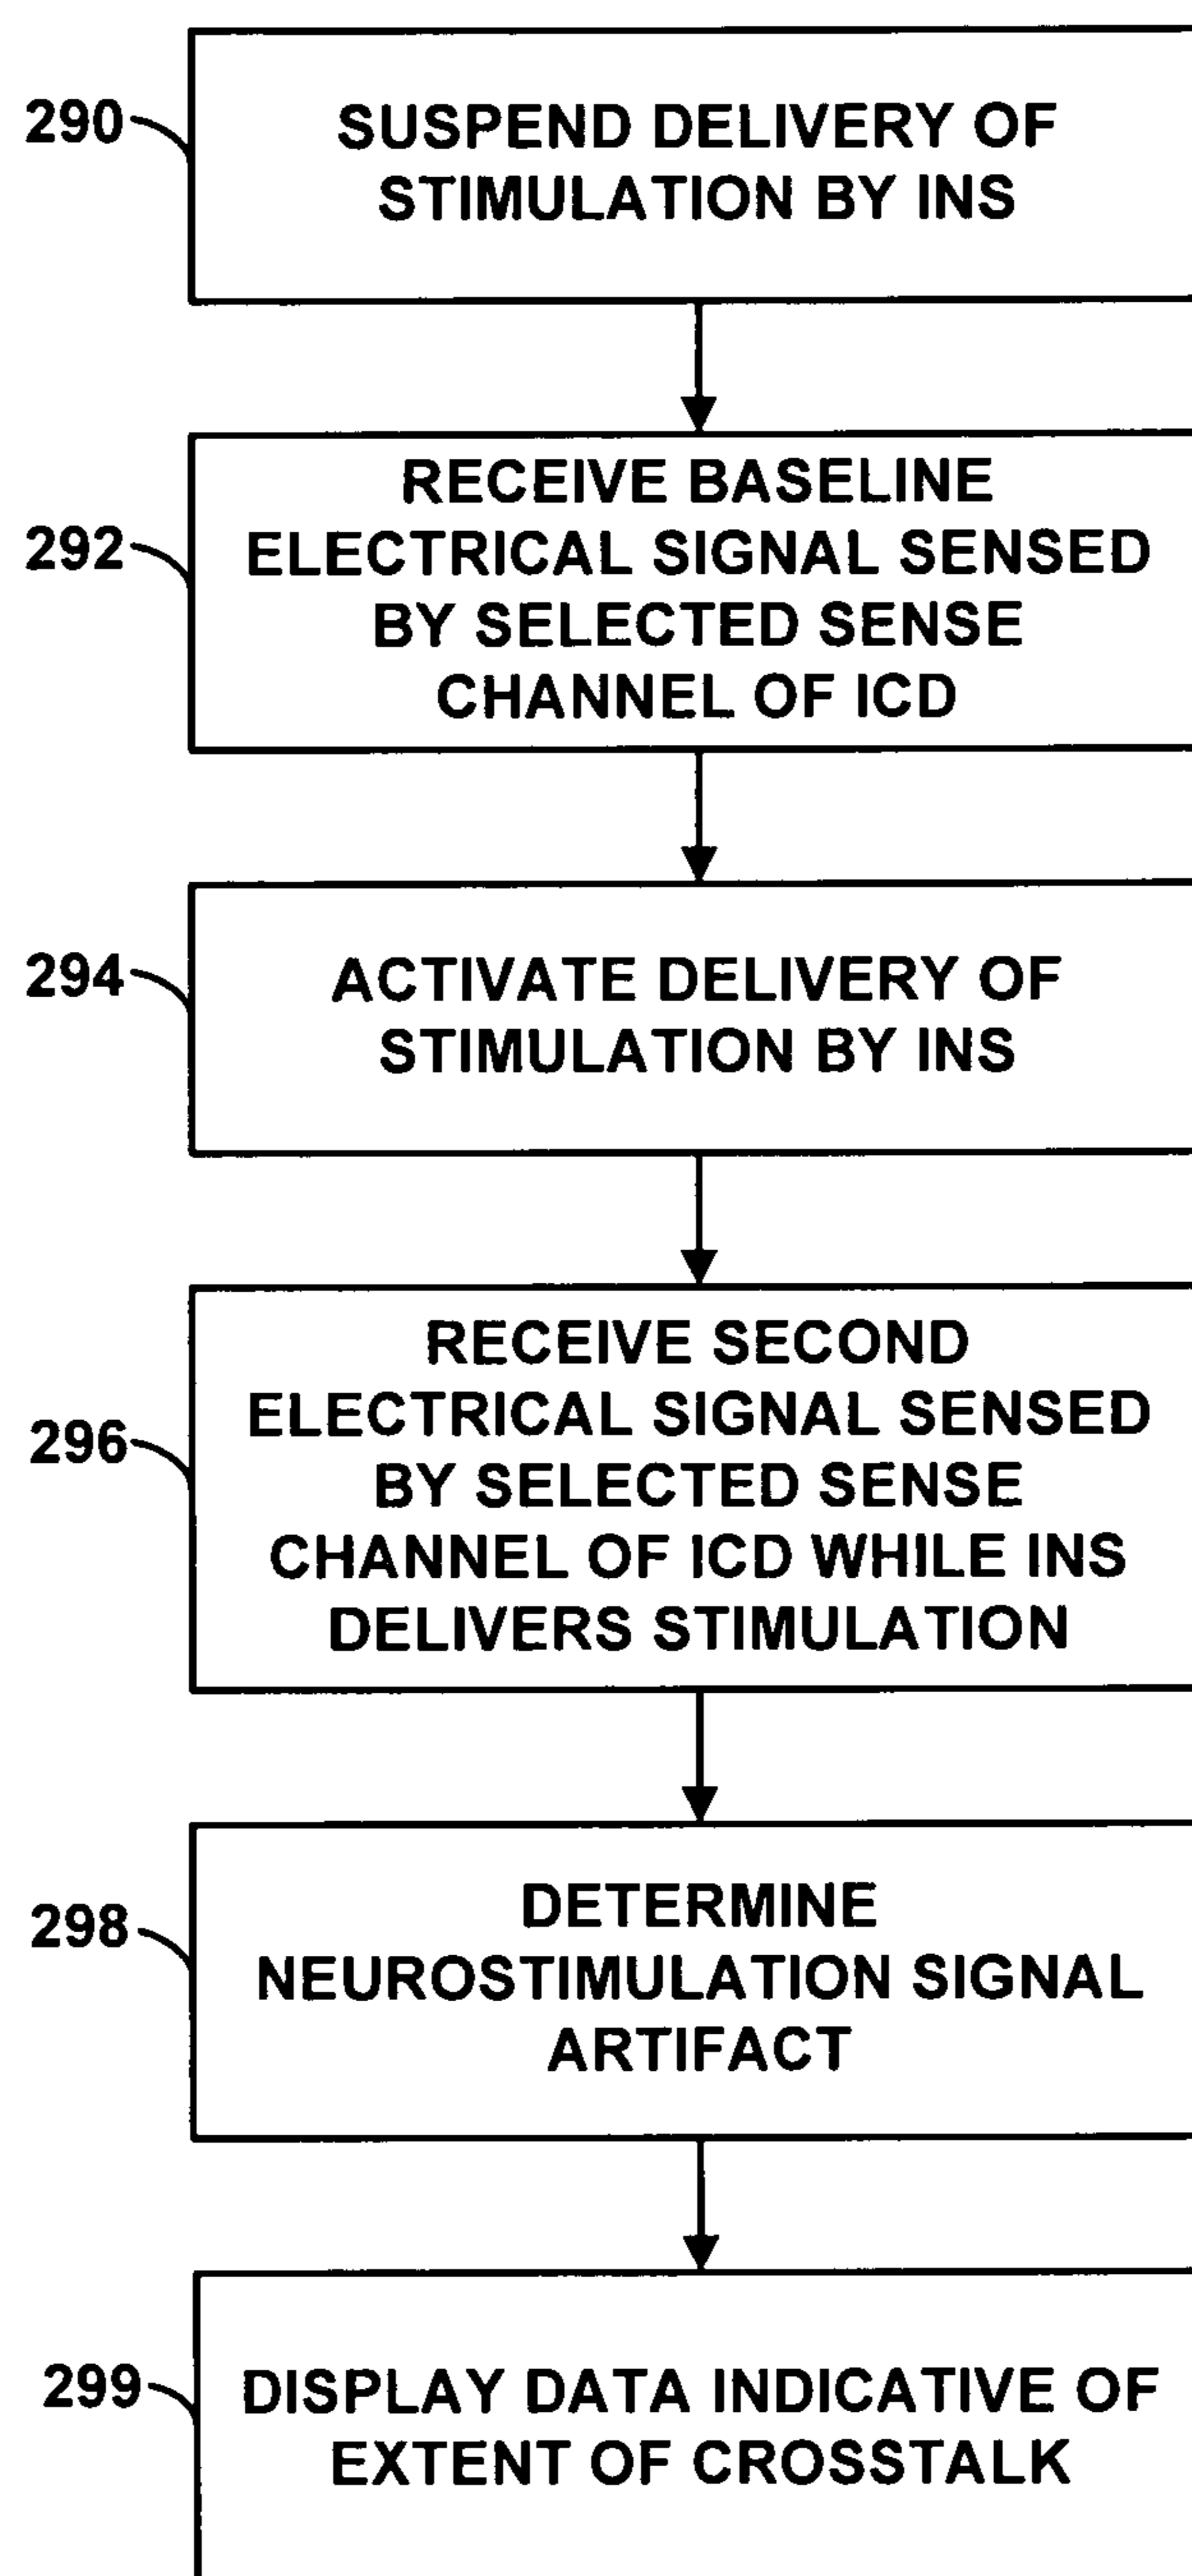 290
SUSPEND DELIVERY OF
STIMULATION BY INS
292
RECEIVE BASELINE
ELECTRICAL SIGNAL SENSED
BY SELECTED SENSE
CHANNEL OF ICD
294
ACTIVATE DELIVERY OF
STIMULATION BY INS
296
RECEIVE SECOND
ELECTRICAL SIGNAL SENSED
BY SELECTED SENSE
CHANNEL OF ICD WHILE INS
DELIVERS STIMULATION
298
DETERMINE
NEUROSTIMULATION SIGNAL
ARTIFACT
299
DISPLAY DATA INDICATIVE OF
EXTENT OF CROSSTALK